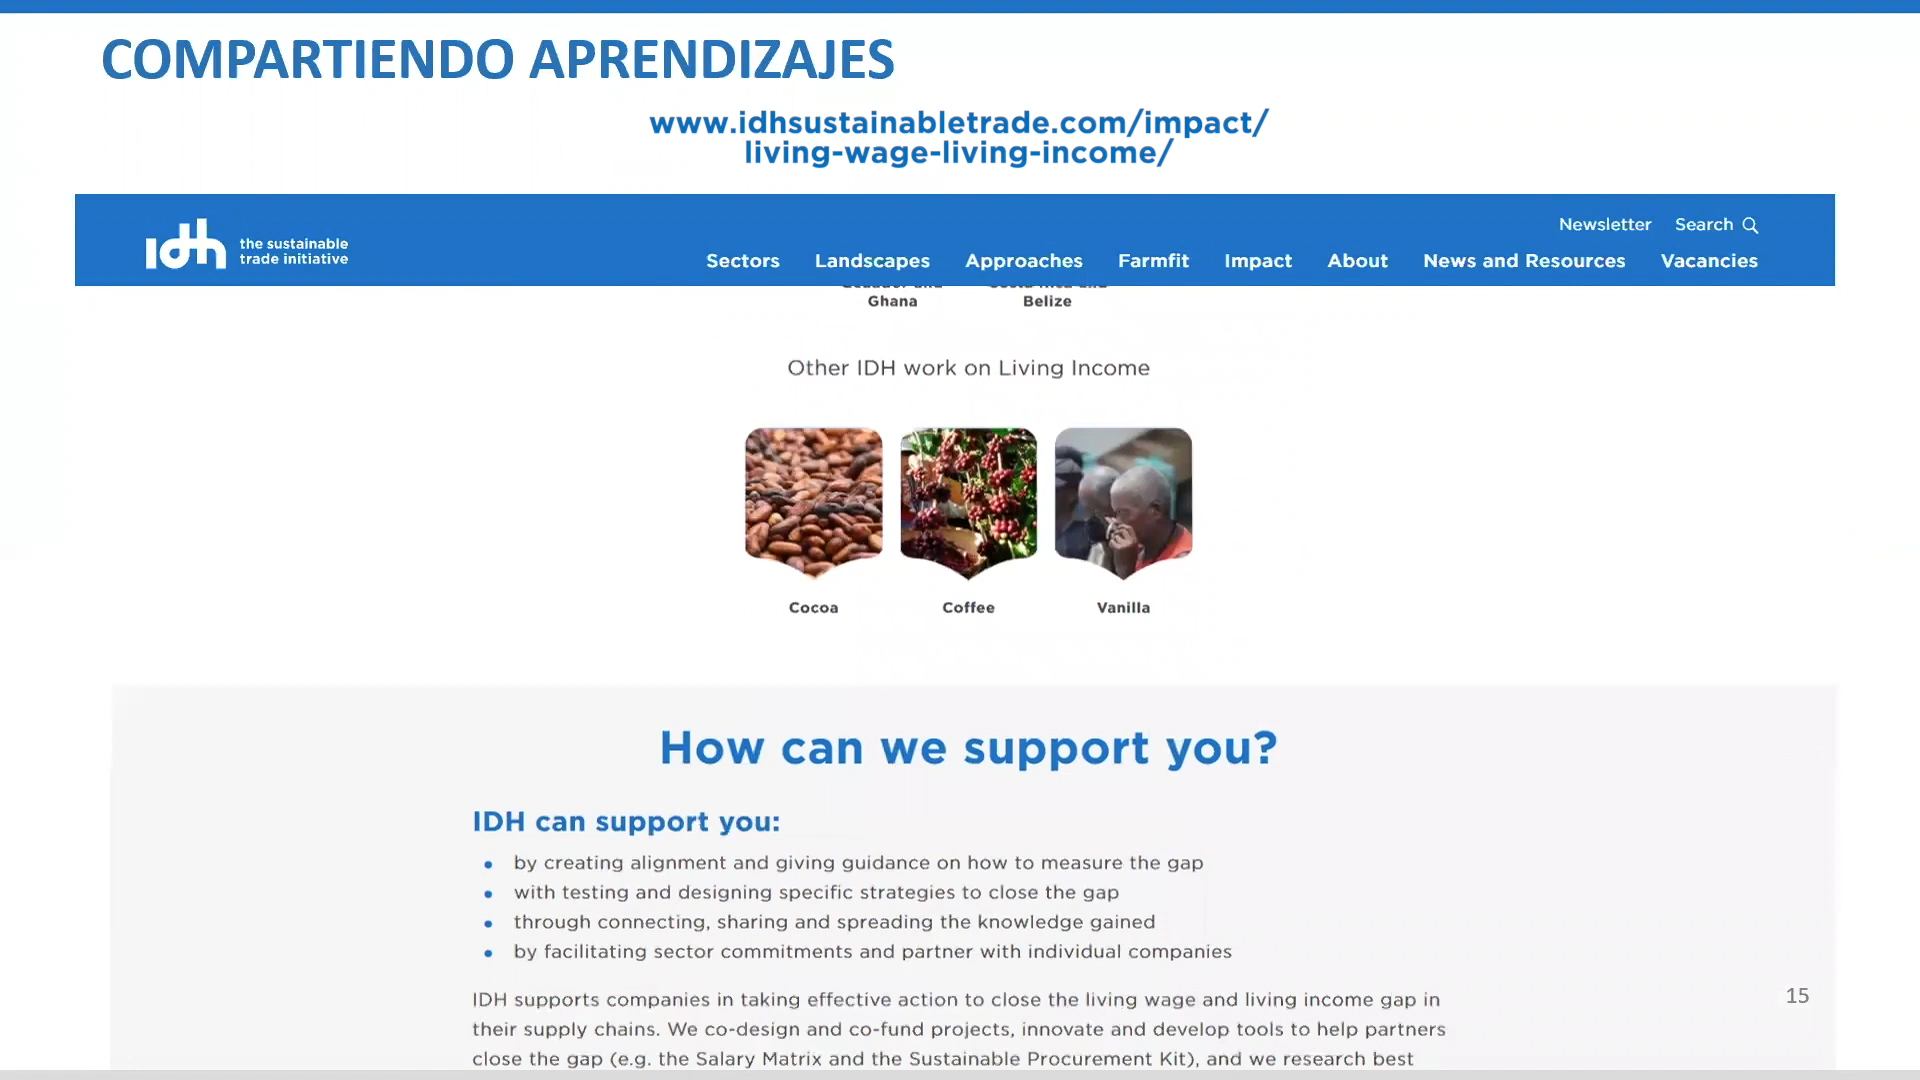 COMPARTIENDO APRENDIZAJES
www.idhsustainabletrade.com/impact/
living-wage-living-income/
idh the sustainable
trade initiative
Newsletter Search
Sectors Landscapes Approaches Farmfit Impact About News and Resources Vacancies
Ghana Belize
Other IDH work on Living Income
Cocoa Coffee Vanilla
How can we support you?
IDH can support you:
• by creating alignment and giving guidance on how to measure the gap
• with testing and designing specific strategies to close the gap
• through connecting, sharing and spreading the knowledge gained
• by facilitating sector commitments and partner with individual companies
IDH supports companies in taking effective action to close the living wage and living income gap in
their supply chains. We co-design and co-fund projects, innovate and develop tools to help partners
close the gap (e.g. the Salary Matrix and the Sustainable Procurement Kit), and we research best
15